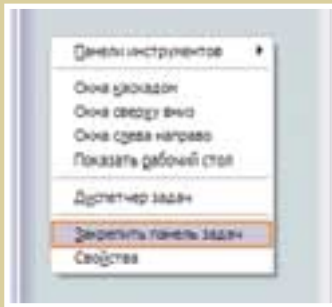 Панели инструментов
Окна каскадом
Окна сверху вниз
Окна слева направо
Показать рабочий стол
Диспетчер задач
Закрепить панель задач
Свойства